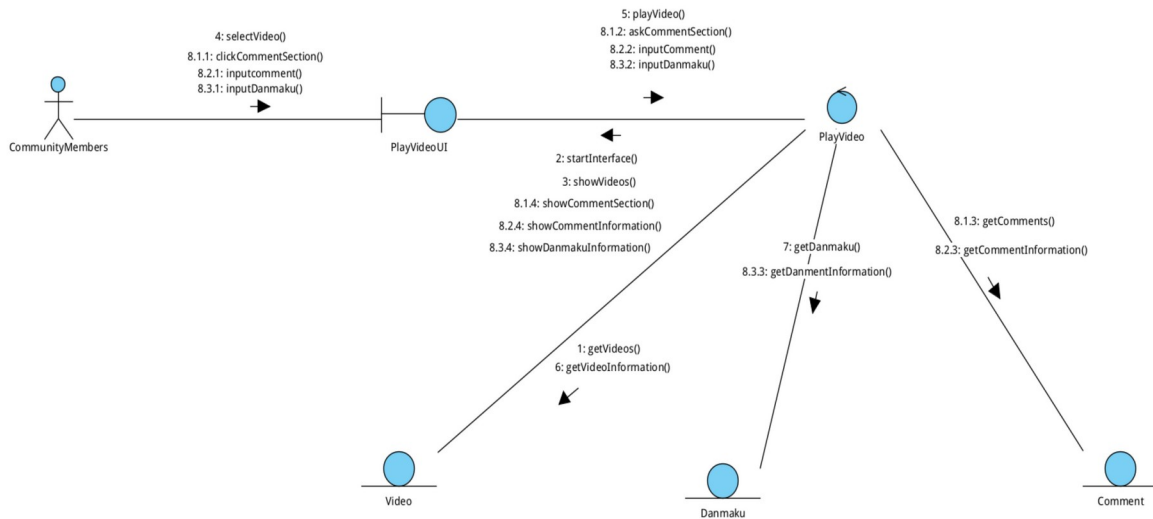 5: playVideo()
4: selectVideo()
8.1.2: askCommentSection()
8.1.1: clickCommentSection()
8.2.2: inputComment()
8.2.1: inputcomment()
8.3.2: inputDanmaku()
8.3.1: inputDanmaku()
CommunityMembers
PlayVideoUI
PlayVideo
2: startInterface()
3: showVideos()
8.1.4: showCommentSection()
8.2.4: showCommentInformation()
8.3.4: showDanmakuInformation()
7: getDanmaku()
8.3.3: getDanmentInformation()
8.1.3: getComments()
8.2.3: getCommentInformation()
1: getVideos()
6: getVideoInformation()
Video
Danmaku
Comment